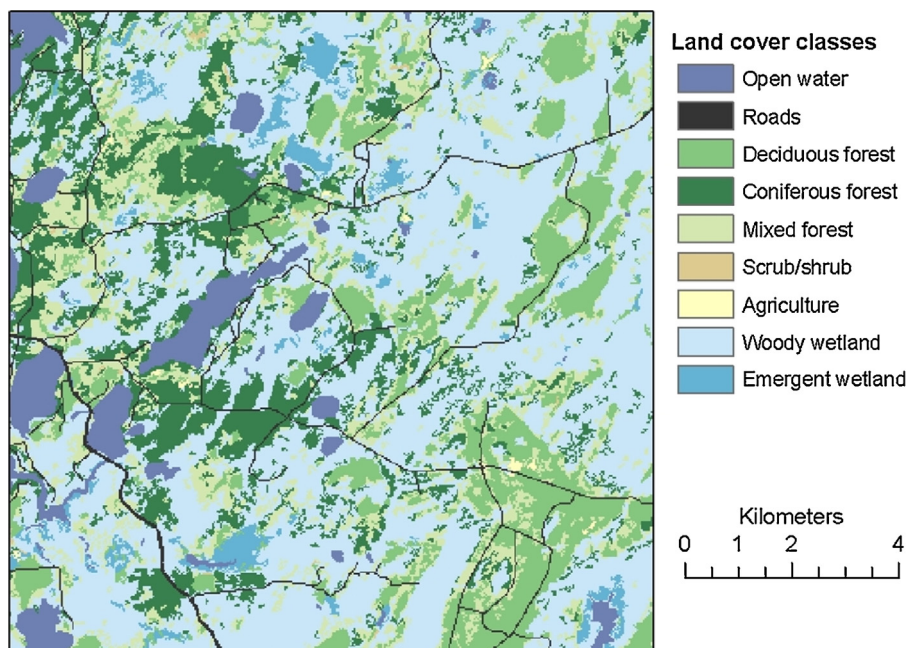 Land cover classes
Open water
Roads
Deciduous forest
Coniferous forest
Mixed forest
Scrub/shrub
Agriculture
Woody wetland
Emergent wetland
Kilometers
0 1 2 4